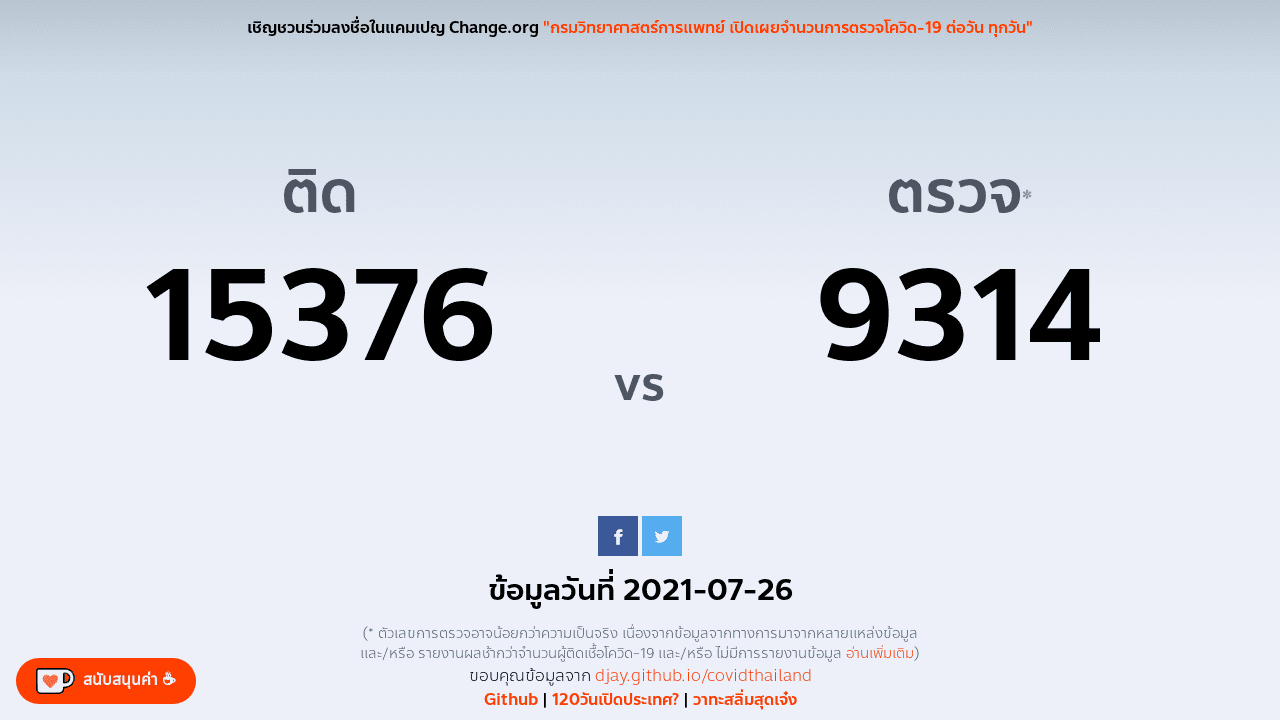 เชิญชวนร่วมลงชื่อในแคมเปญ Change.org "กรมวิทยาศาสตร์การแพทย์ เปิดเผยจำนวนการตรวจโควิด-19 ต่อวัน ทุกวัน"
ติด
ตรวจ*
15376
9314
vs
ข้อมูลวันที่ 2021-07-26
(* ตัวเลขการตรวจอาจน้อยกว่าความเป็นจริง เนื่องจากข้อมูลจากทางการมาจากหลายแหล่งข้อมูล
และ/หรือ รายงานผลช้ากว่าจำนวนผู้ติดเชื้อโควิด-19 และ/หรือ ไม่มีการรายงานข้อมูล อ่านเพิ่มเติม)
ขอบคุณข้อมูลจาก djay.github.io/covidthailand
Github | 120วันเปิดประเทศ? | วาทะสลิ่มสุดเจ๋ง
สนับสนุนค่า ☕